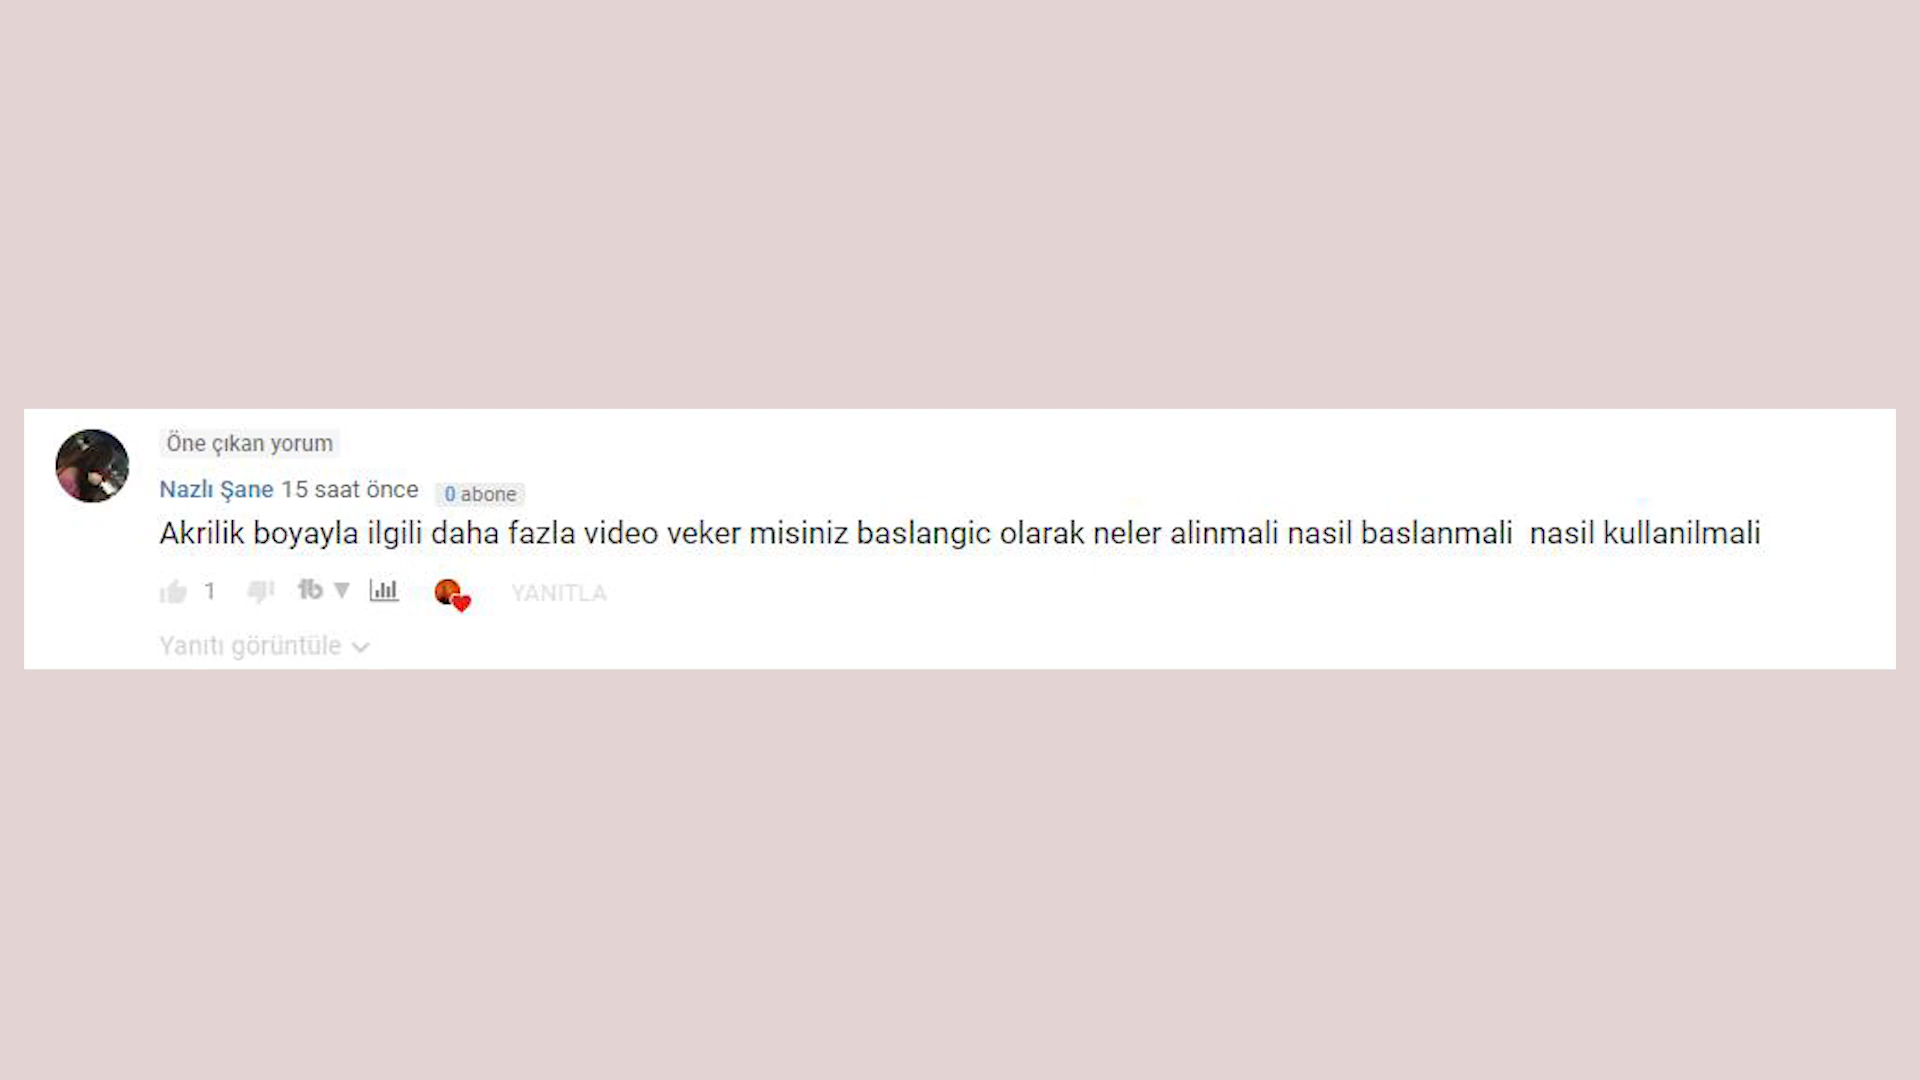 Öne çıkan yorum
Nazlı Şane 15 saat önce 0 abone
Akrilik boyayla ilgili daha fazla video veker misiniz baslangic olarak neler alinmali nasil baslanmali  nasil kullanilmali
1 tb YANITLA
Yanıtı görüntüle